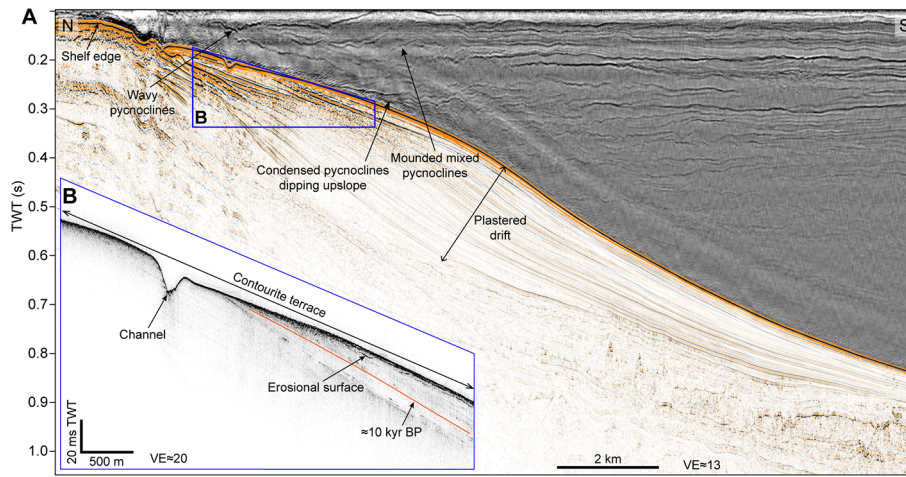 A
N
S
Shelf edge
0.2
Wavy
pycnoclines
0.3
B
Condensed pycnoclines
dipping upslope
Mounded mixed
pycnoclines
0.4
TWT (s)
B
0.5
Plastered
drift
0.6
Contourite terrace
0.7
Channel
0.8
Erosional surface
0.9
≈10 kyr BP
20 ms TWT
1.0
500 m
VE≈20
2 km
VE≈13